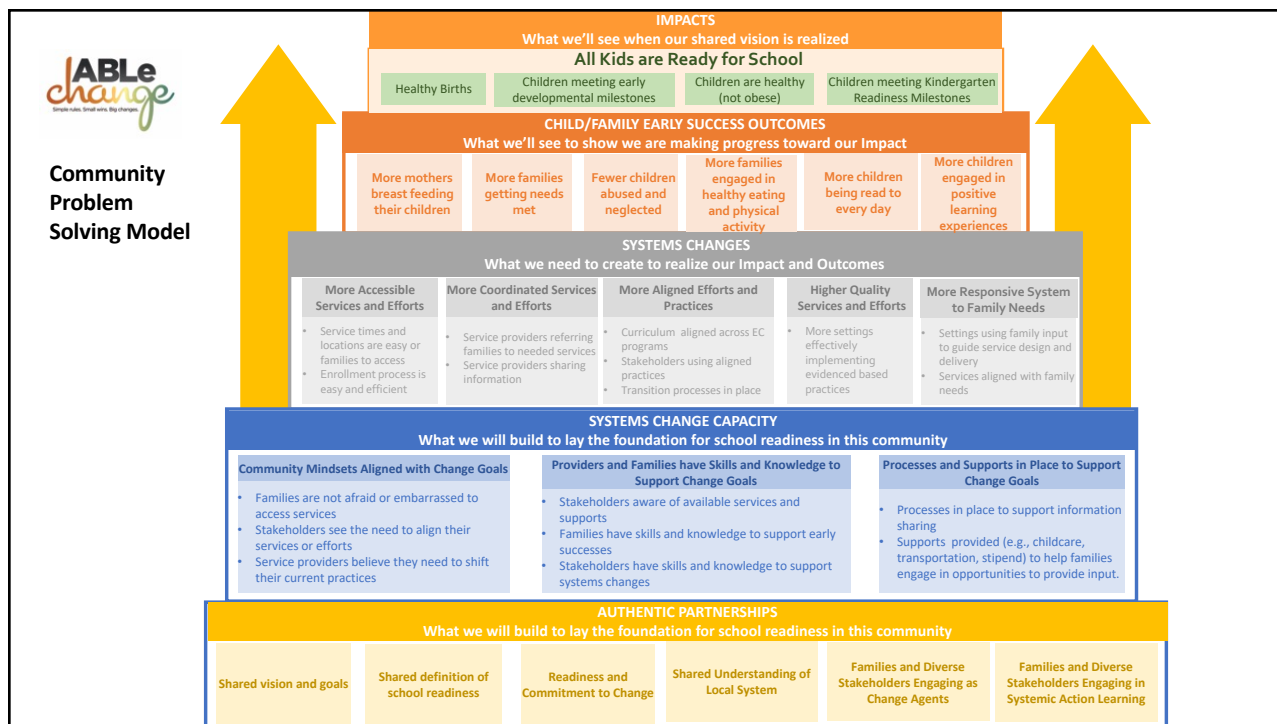 ABLe
change
Simple rules. Small wins. Big changes.
Community
Problem
Solving Model
IMPACTS
What we'll see when our shared vision is realized
All Kids are Ready for School
Healthy Births
Children meeting early
developmental milestones
Children are healthy
(not obese)
Children meeting Kindergarten
Readiness Milestones
CHILD/FAMILY EARLY SUCCESS OUTCOMES
What we'll see to show we are making progress toward our Impact
More mothers
breast feeding
their children
More families
getting needs
met
Fewer children
abused and
neglected
More families
engaged in
healthy eating
and physical
activity
More children
being read to
every day
More children
engaged in
positive
learning
experiences
SYSTEMS CHANGES
What we need to create to realize our Impact and Outcomes
More Accessible
Services and Efforts
• Service times and
locations are easy or
families to access
• Enrollment process is
easy and efficient
More Coordinated Services
and Efforts
• Service providers referring
families to needed services
• Service providers sharing
information
More Aligned Efforts and
Practices
• Curriculum aligned across EC
programs
• Stakeholders using aligned
practices
• Transition processes in place
Higher Quality
Services and Efforts
• More settings
effectively
implementing
evidenced based
practices
More Responsive System
to Family Needs
• Settings using family input
to guide service design and
delivery
• Services aligned with family
needs
SYSTEMS CHANGE CAPACITY
What we will build to lay the foundation for school readiness in this community
Community Mindsets Aligned with Change Goals
• Families are not afraid or embarrassed to
access services
• Stakeholders see the need to align their
services or efforts
• Service providers believe they need to shift
their current practices
Providers and Families have Skills and Knowledge to
Support Change Goals
• Stakeholders aware of available services and
supports
• Families have skills and knowledge to support early
successes
• Stakeholders have skills and knowledge to support
systems changes
Processes and Supports in Place to Support
Change Goals
• Processes in place to support information
sharing
• Supports provided (e.g., childcare,
transportation, stipend) to help families
engage in opportunities to provide input.
AUTHENTIC PARTNERSHIPS
What we will build to lay the foundation for school readiness in this community
Shared vision and goals
Shared definition of
school readiness
Readiness and
Commitment to Change
Shared Understanding of
Local System
Families and Diverse
Stakeholders Engaging as
Change Agents
Families and Diverse
Stakeholders Engaging in
Systemic Action Learning